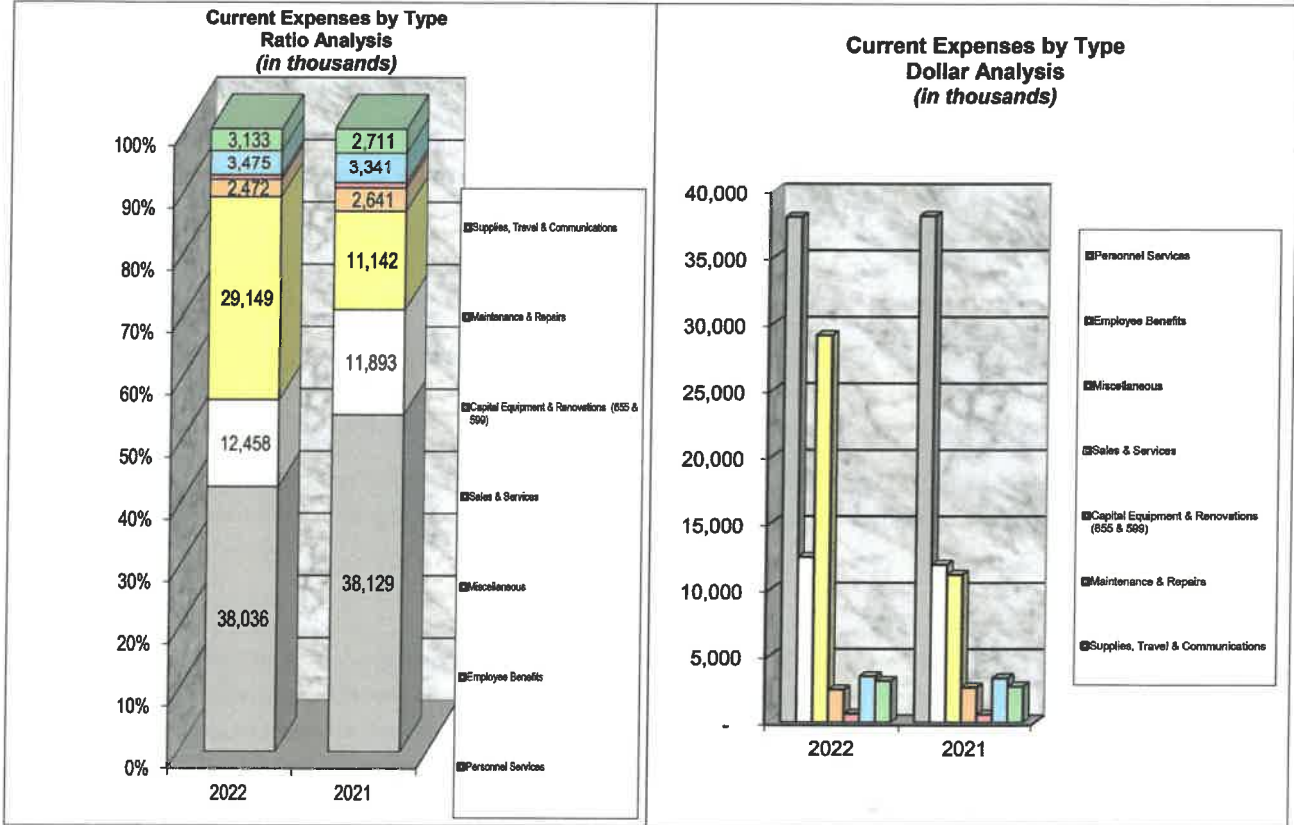 Current Expenses by Type
Ratio Analysis
(in thousands)
100%
90%
80%
70%
60%
50%
40%
30%
20%
10%
0%
3,133
3,475
2,472
29,149
12,458
38,036
2,711
3,341
2,641
11,142
11,893
38,129
2022
2021
Supplies, Travel & Communications
Maintenance & Repairs
Capital Equipment & Renovations (655 &
599)
Sales & Services
Miscellaneous
Employee Benefits
Personnel Services
Current Expenses by Type
Dollar Analysis
(in thousands)
40,000
35,000
30,000
25,000
20,000
15,000
10,000
5,000
-
2022
2021
Personnel Services
Employee Benefits
Miscellaneous
Sales & Services
Capital Equipment & Renovations
(655 & 599)
Maintenance & Repairs
Supplies, Travel & Communications